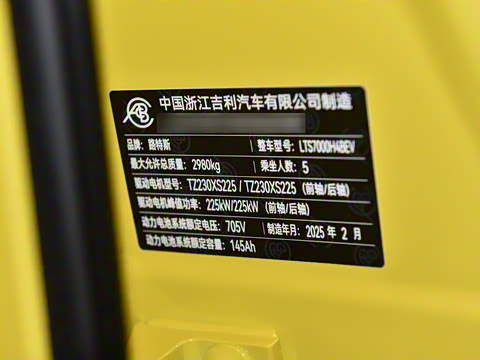 中国浙江吉利汽车有限公司制造
品牌：路特斯 整车型号：LTS7000H4BEV
最大允许总质量：2980kg 乘坐人数：5
驱动电机型号：TZ230XS225 / TZ230XS225（前轴/后轴）
驱动电机峰值功率：225kW/225kW（前轴/后轴）
动力电池系统额定电压：705V 制造年月：2025 年 2 月
动力电池系统额定容量：145Ah